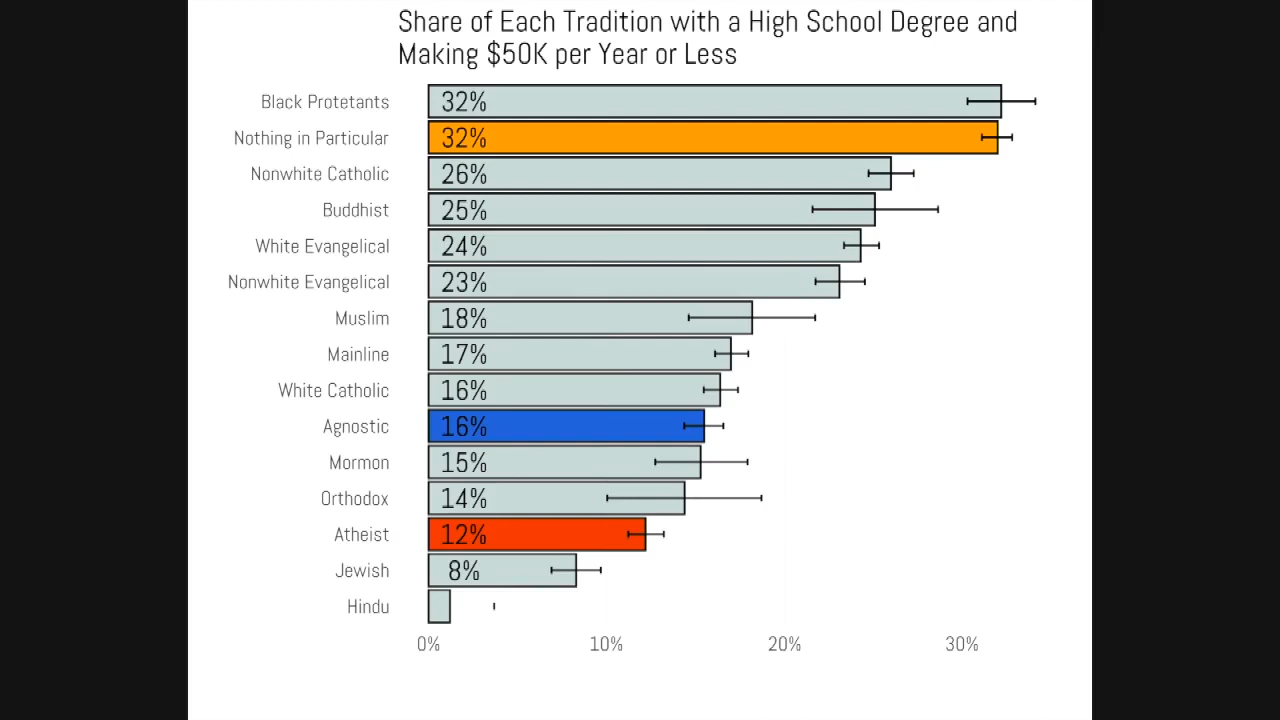 Share of Each Tradition with a High School Degree and
Making $50K per Year or Less
Black Protetants 32%
Nothing in Particular 32%
Nonwhite Catholic 26%
Buddhist 25%
White Evangelical 24%
Nonwhite Evangelical 23%
Muslim 18%
Mainline 17%
White Catholic 16%
Agnostic 16%
Mormon 15%
Orthodox 14%
Atheist 12%
Jewish 8%
Hindu
0% 10% 20% 30%